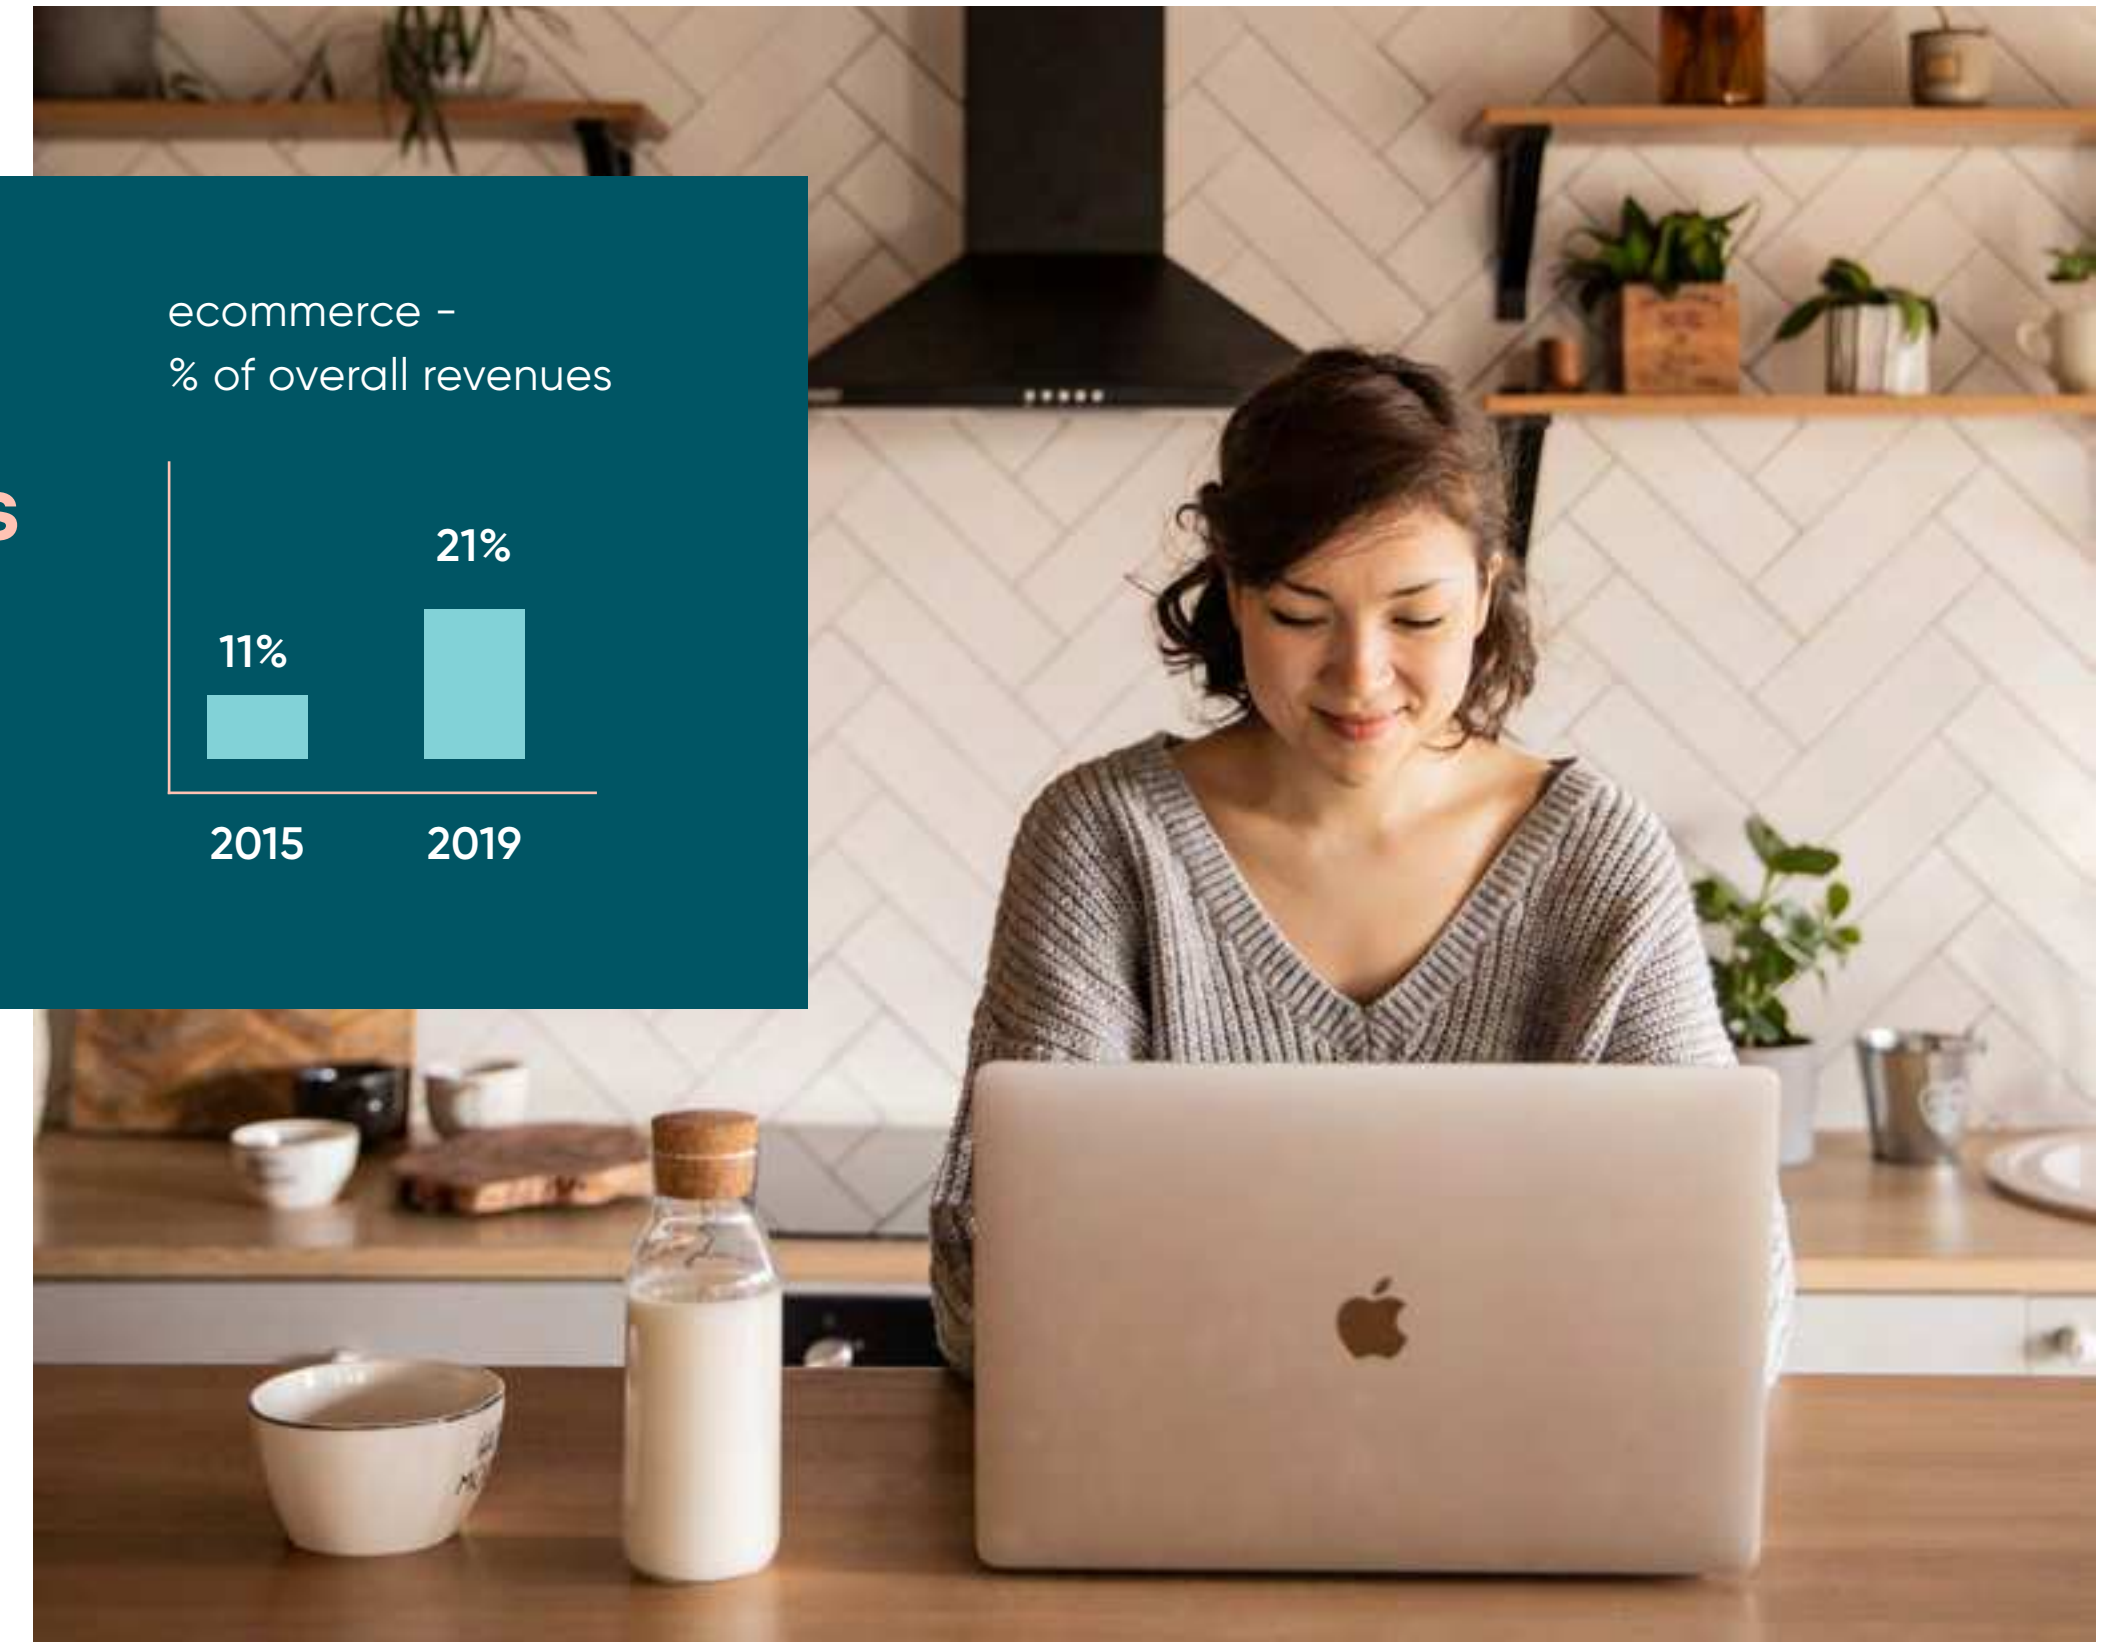 ecommerce -
% of overall revenues
s
21%
11%
2015 2019